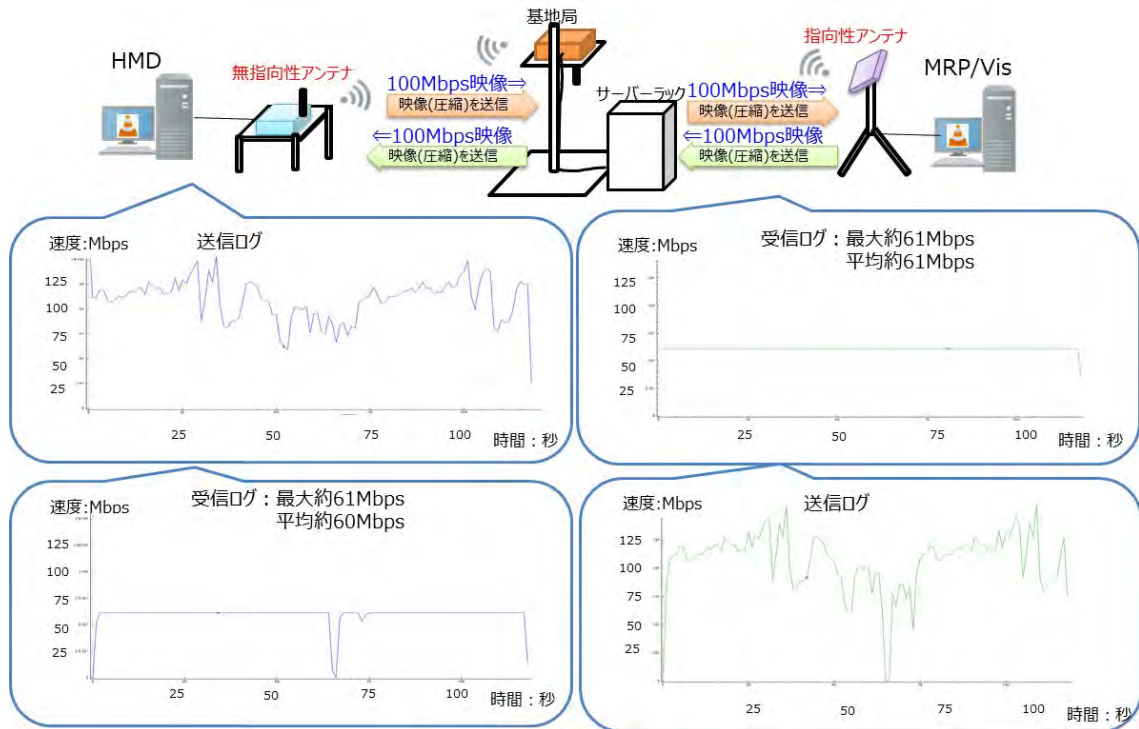 基地局
HMD
無指向性アンテナ
指向性アンテナ
MRP/Vis
100Mbps映像⇒
映像(圧縮)を送信
サーバーラック
100Mbps映像⇒
映像(圧縮)を送信
⇐100Mbps映像
映像(圧縮)を送信
⇐100Mbps映像
映像(圧縮)を送信
速度:Mbps
送信ログ
125
100
75
50
25
25
50
75
100
時間：秒
速度:Mbps
受信ログ：最大約61Mbps
平均約61Mbps
125
100
75
50
25
25
50
75
100
時間：秒
速度:Mbps
受信ログ：最大約61Mbps
平均約60Mbps
125
100
75
50
25
25
50
75
100
時間：秒
速度:Mbps
送信ログ
125
100
75
50
25
25
50
75
100
時間：秒